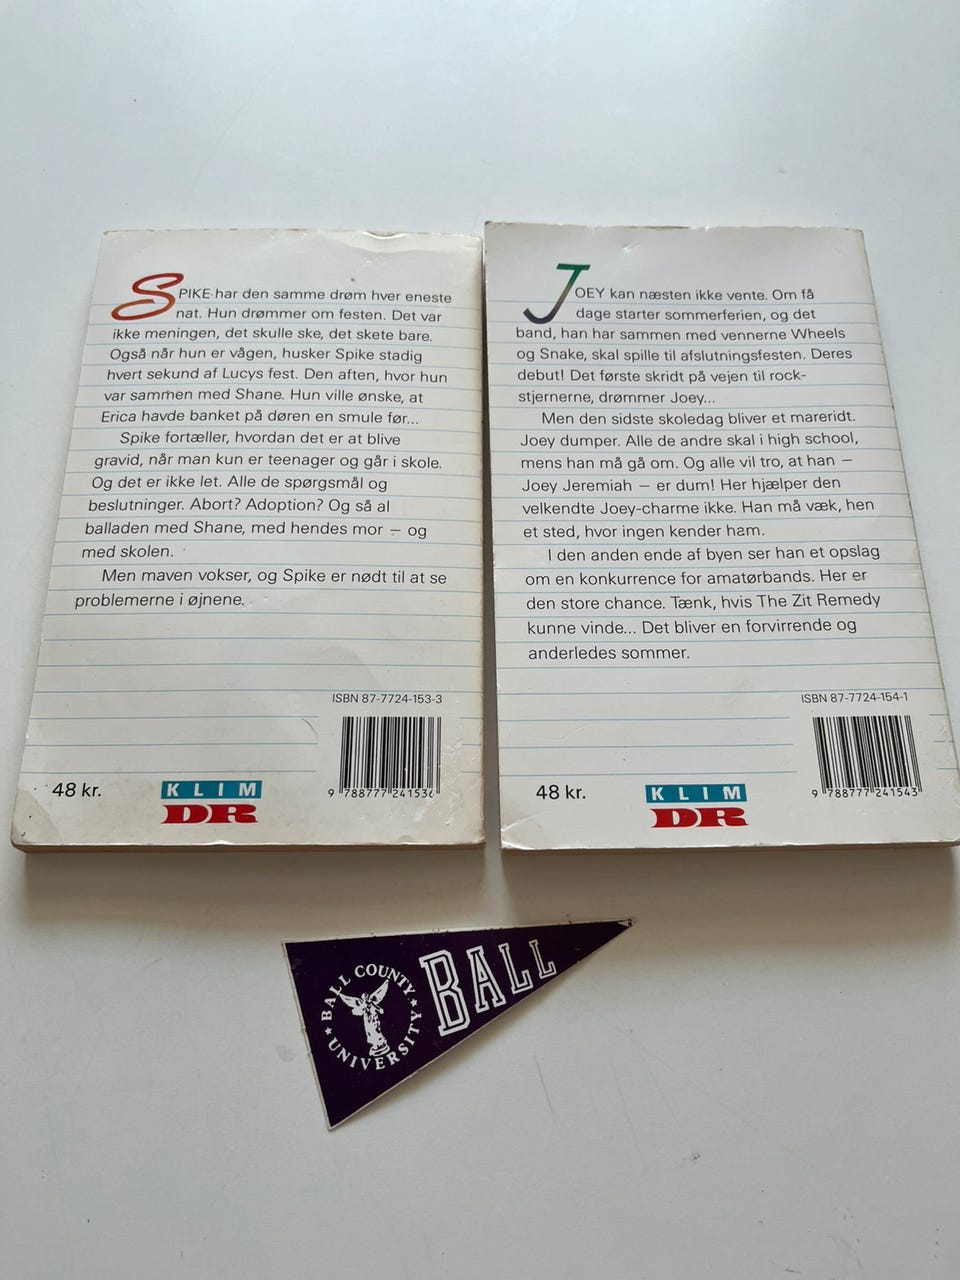 SPIKE har den samme drøm hver eneste
nat. Hun drømmer om festen. Det var
ikke meningen, det skulle ske, det skete bare.
Også når hun er vågen, husker Spike stadig
hvert sekund af Lucys fest. Den aften, hvor hun
var sammen med Shane. Hun ville ønske, at
Erica havde banket på døren en smule før...
Spike fortæller, hvordan det er at blive
gravid, når man kun er teenager og går i skole.
Og det er ikke let. Alle de spørgsmål og
beslutninger. Abort? Adoption? Og så al
balladen med Shane, med hendes mor – og
med skolen.
Men maven vokser, og Spike er nødt til at se
problemerne i øjnene.
ISBN 87-7724-153-3
48 kr.
KLIM
DR
9 788777 241536
JOEY kan næsten ikke vente. Om få
dage starter sommerferien, og det
band, han har sammen med vennerne Wheels
og Snake, skal spille til afslutningsfesten. Deres
debut! Det første skridt på vejen til rock-
stjernerne, drømmer Joey...
Men den sidste skoledag bliver et mareridt.
Joey dumper. Alle de andre skal i high school,
mens han må gå om. Og alle vil tro, at han –
Joey Jeremiah – er dum! Her hjælper den
velkendte Joey-charme ikke. Han må væk, hen
et sted, hvor ingen kender ham.
I den anden ende af byen ser han et opslag
om en konkurrence for amatørbands. Her er
den store chance. Tænk, hvis The Zit Remedy
kunne vinde... Det bliver en forvirrende og
anderledes sommer.
ISBN 87-7724-154-1
48 kr.
KLIM
DR
9 788777 241543
BALL COUNTY
UNIVERSITY
BALL